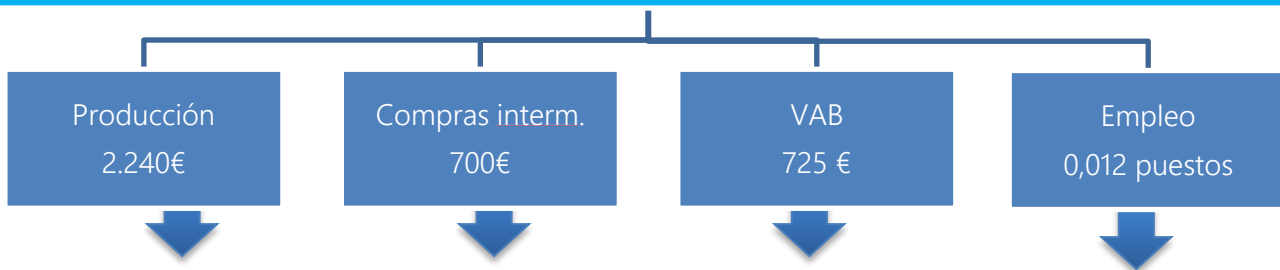 Producción
2.240€
Compras interm.
700€
VAB
725 €
Empleo
0,012 puestos